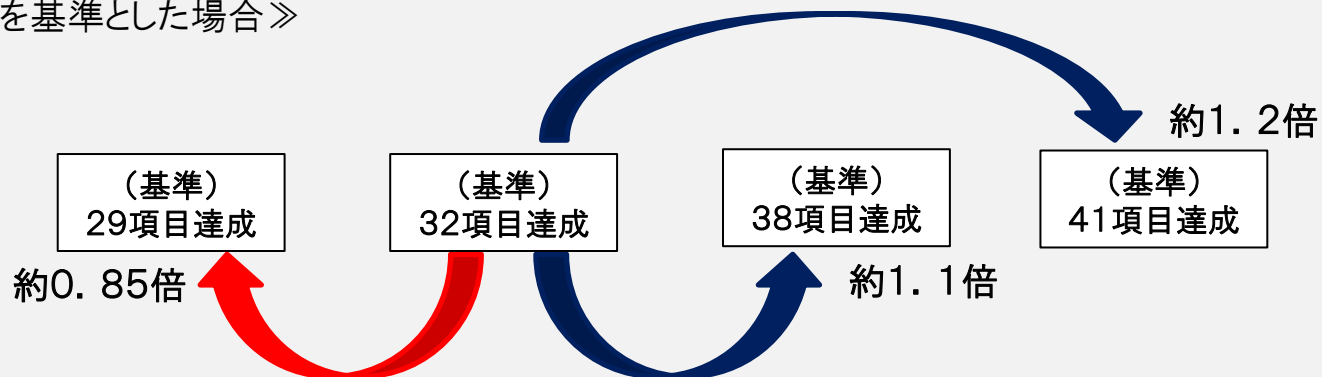 を基準とした場合≫
約1．2倍
（基準）
29項目達成
（基準）
32項目達成
（基準）
38項目達成
（基準）
41項目達成
約0．85倍
約1．1倍